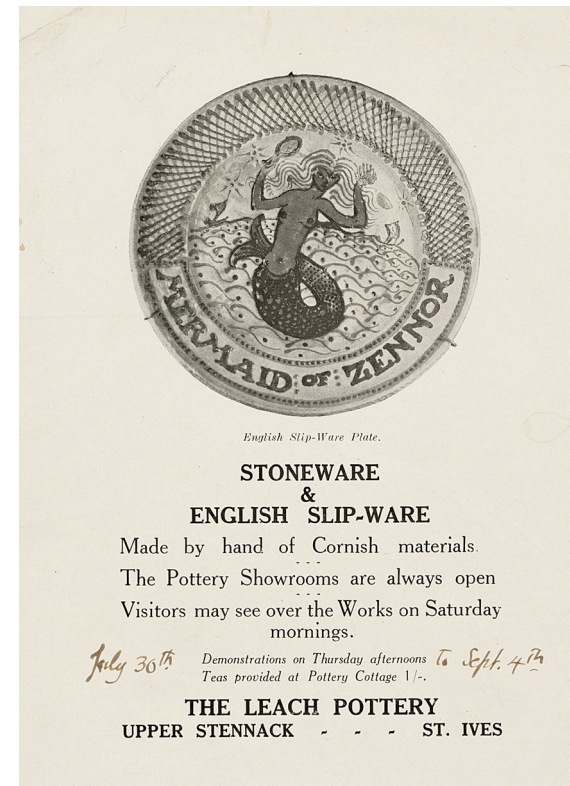 MERMAID : OF : ZENNOR
English Slip-Ware Plate.
STONEWARE
&
ENGLISH SLIP-WARE
Made by hand of Cornish materials.
- - -
The Pottery Showrooms are always open
- - -
Visitors may see over the Works on Saturday
mornings.
July 30th Demonstrations on Thursday afternoons to Sept. 4th
Teas provided at Pottery Cottage 1/-.
THE LEACH POTTERY
UPPER STENNACK - - - ST. IVES